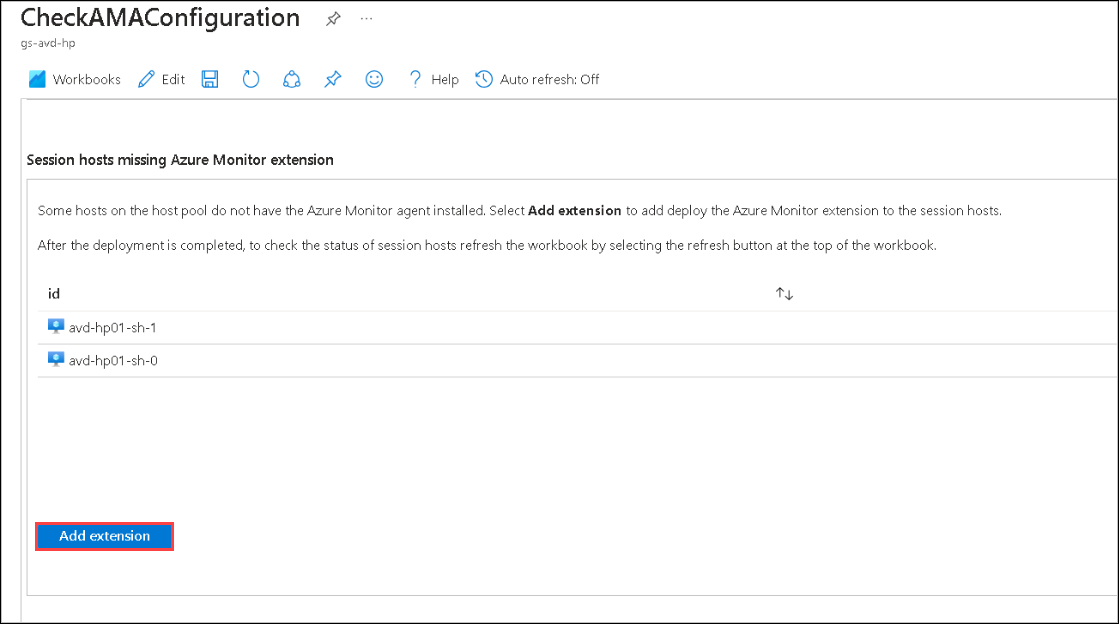 CheckAMAConfiguration
gs-avd-hp
Workbooks Edit Help Auto refresh: Off
Session hosts missing Azure Monitor extension
Some hosts on the host pool do not have the Azure Monitor agent installed. Select Add extension to add deploy the Azure Monitor extension to the session hosts.
After the deployment is completed, to check the status of session hosts refresh the workbook by selecting the refresh button at the top of the workbook.
id
avd-hp01-sh-1
avd-hp01-sh-0
Add extension